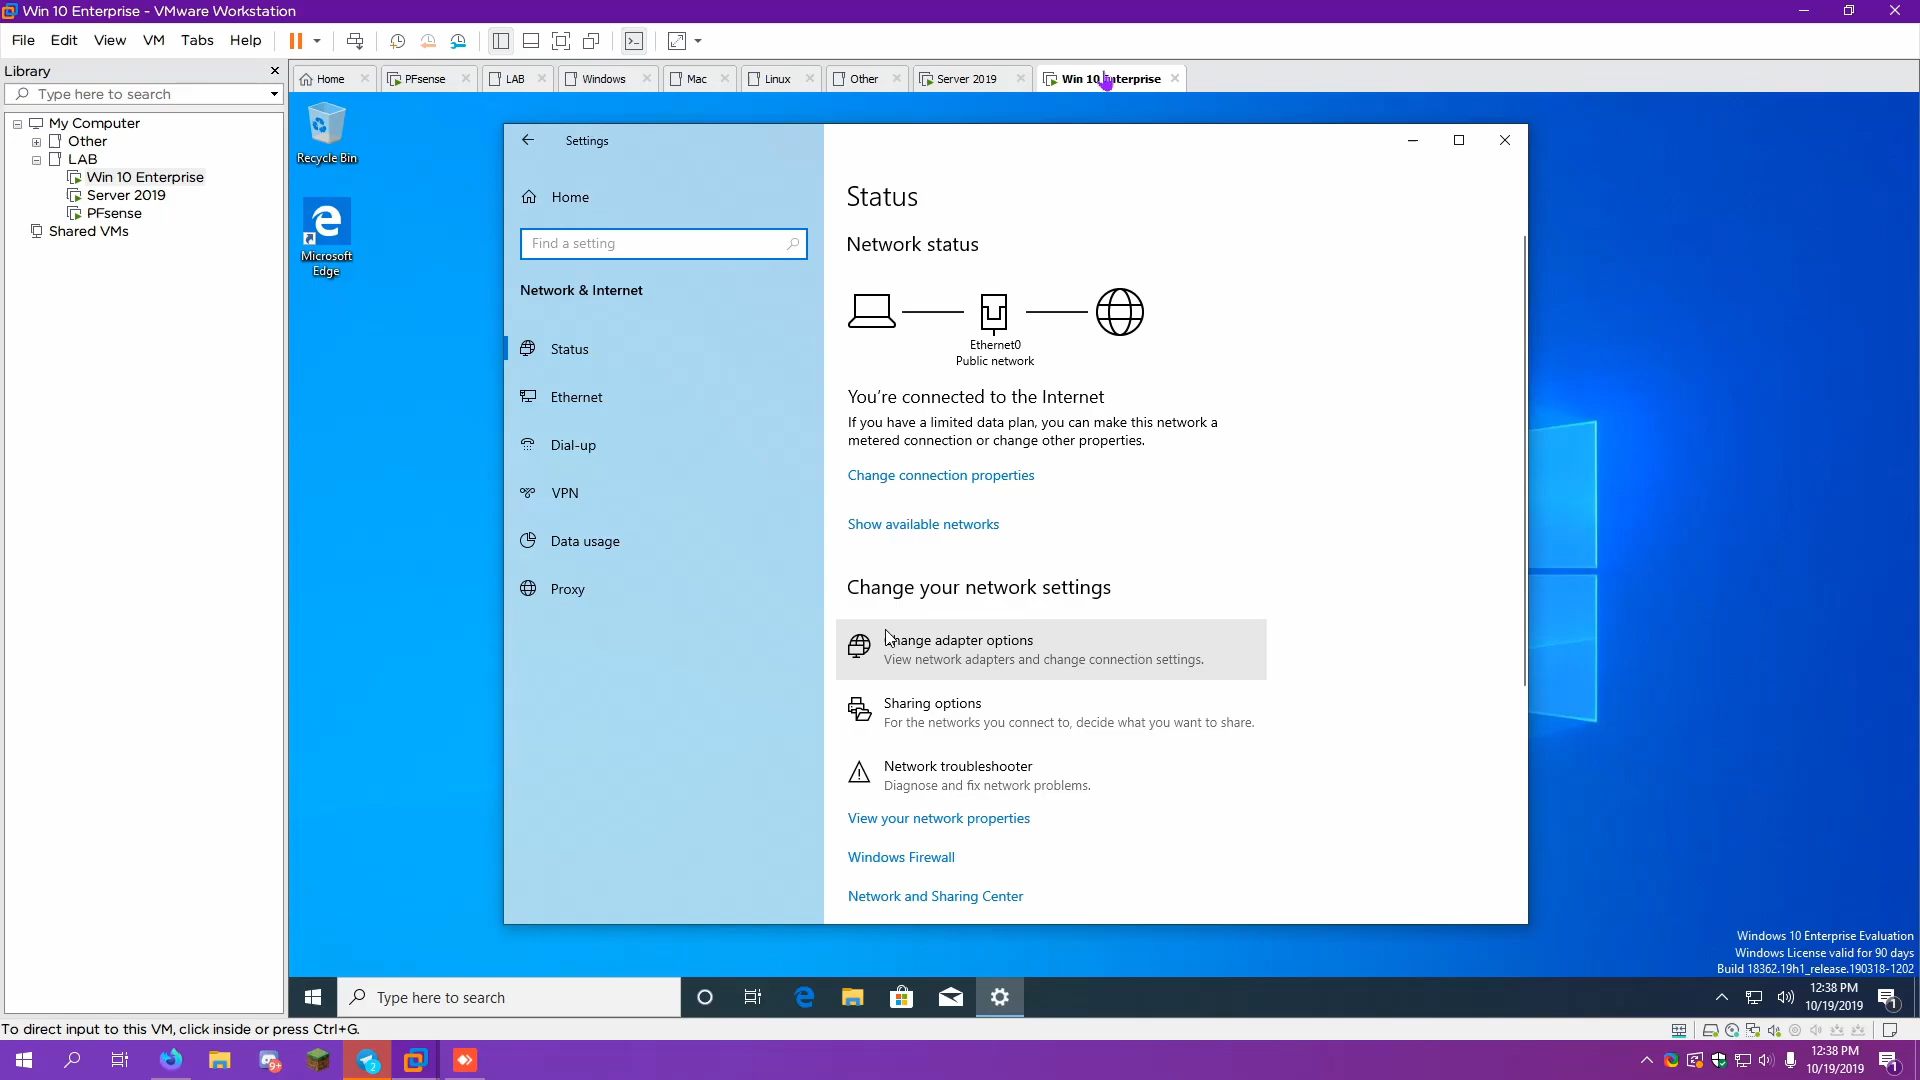 Win 10 Enterprise - VMware Workstation
File Edit View VM Tabs Help
Library
Type here to search
My Computer
Other
LAB
Win 10 Enterprise
Server 2019
PFsense
Shared VMs
Home
PFsense
LAB
Windows
Mac
Linux
Other
Server 2019
Win 10 Enterprise
Recycle Bin
Microsoft
Edge
Settings
Home
Find a setting
Network & Internet
Status
Ethernet
Dial-up
VPN
Data usage
Proxy
Status
Network status
Ethernet0
Public network
You're connected to the Internet
If you have a limited data plan, you can make this network a
metered connection or change other properties.
Change connection properties
Show available networks
Change your network settings
Change adapter options
View network adapters and change connection settings.
Sharing options
For the networks you connect to, decide what you want to share.
Network troubleshooter
Diagnose and fix network problems.
View your network properties
Windows Firewall
Network and Sharing Center
Windows 10 Enterprise Evaluation
Windows License valid for 90 days
Build 18362.19h1_release.190318-1202
Type here to search
12:38 PM
10/19/2019
1
To direct input to this VM, click inside or press Ctrl+G.
9+
2
12:38 PM
10/19/2019
1